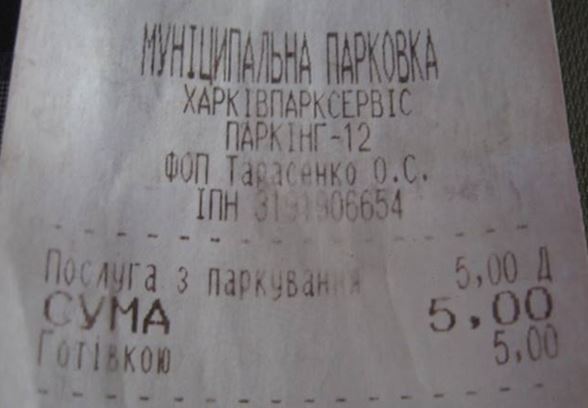 МУНІЦИПАЛЬНА ПАРКОВКА
ХАРКІВПАРКСЕРВІС
ПАРКІНГ-12
ФОП Тарасенко О.С.
ІПН
Послуга з паркування 5,00 Д
СУМА 5,00
Готівкою 5,00